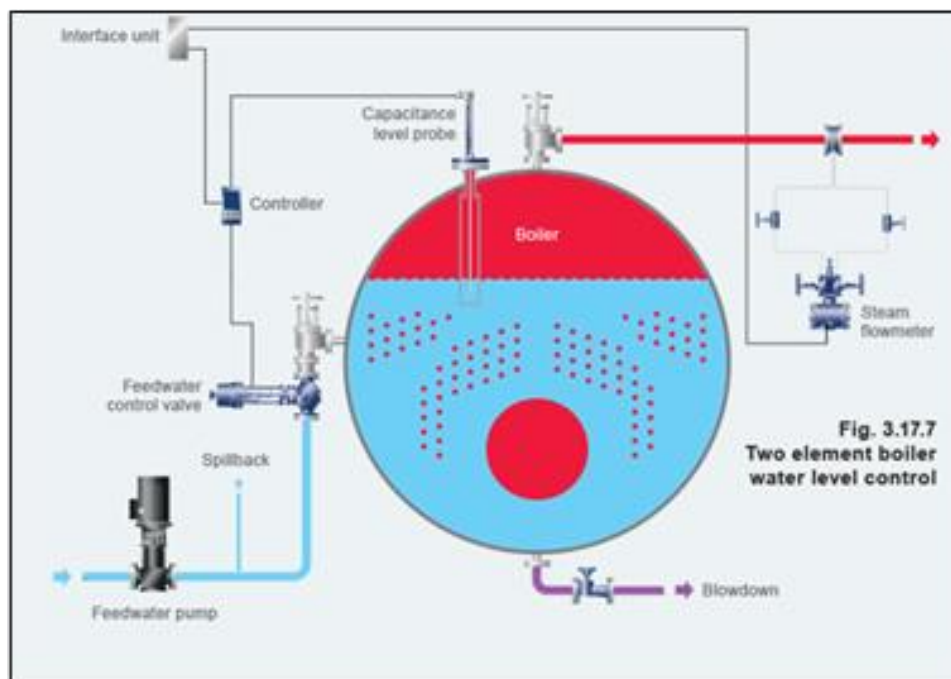 Interface unit
Capacitance
level probe
Controller
Boiler
Steam
flowmeter
Feedwater
control valve
Fig. 3.17.7
Two element boiler
water level control
Spillback
Feedwater pump
Blowdown